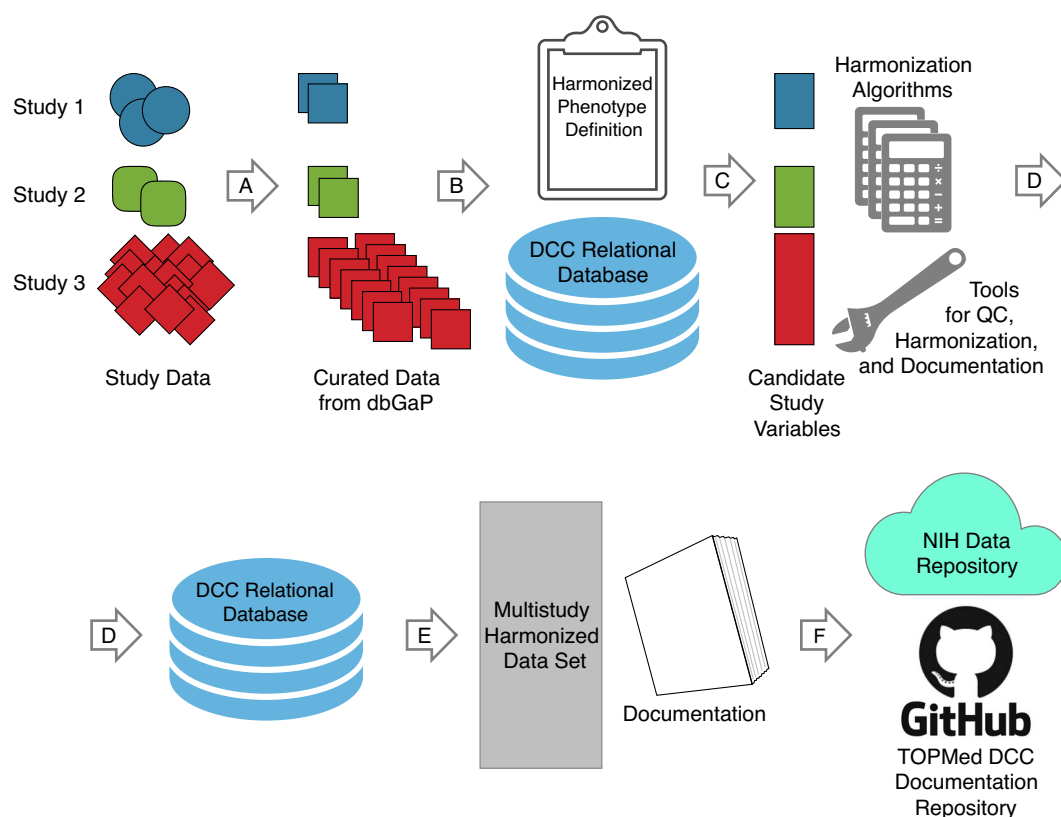 Study 1
Study 2
Study 3
Study Data
A
Curated Data
from dbGaP
B
Harmonized
Phenotype
Definition
DCC Relational
Database
C
Candidate
Study
Variables
Harmonization
Algorithms
÷
×
−
+
=
Tools
for QC,
Harmonization,
and Documentation
D
D
DCC Relational
Database
E
Multistudy
Harmonized
Data Set
Documentation
F
NIH Data
Repository
GitHub
TOPMed DCC
Documentation
Repository